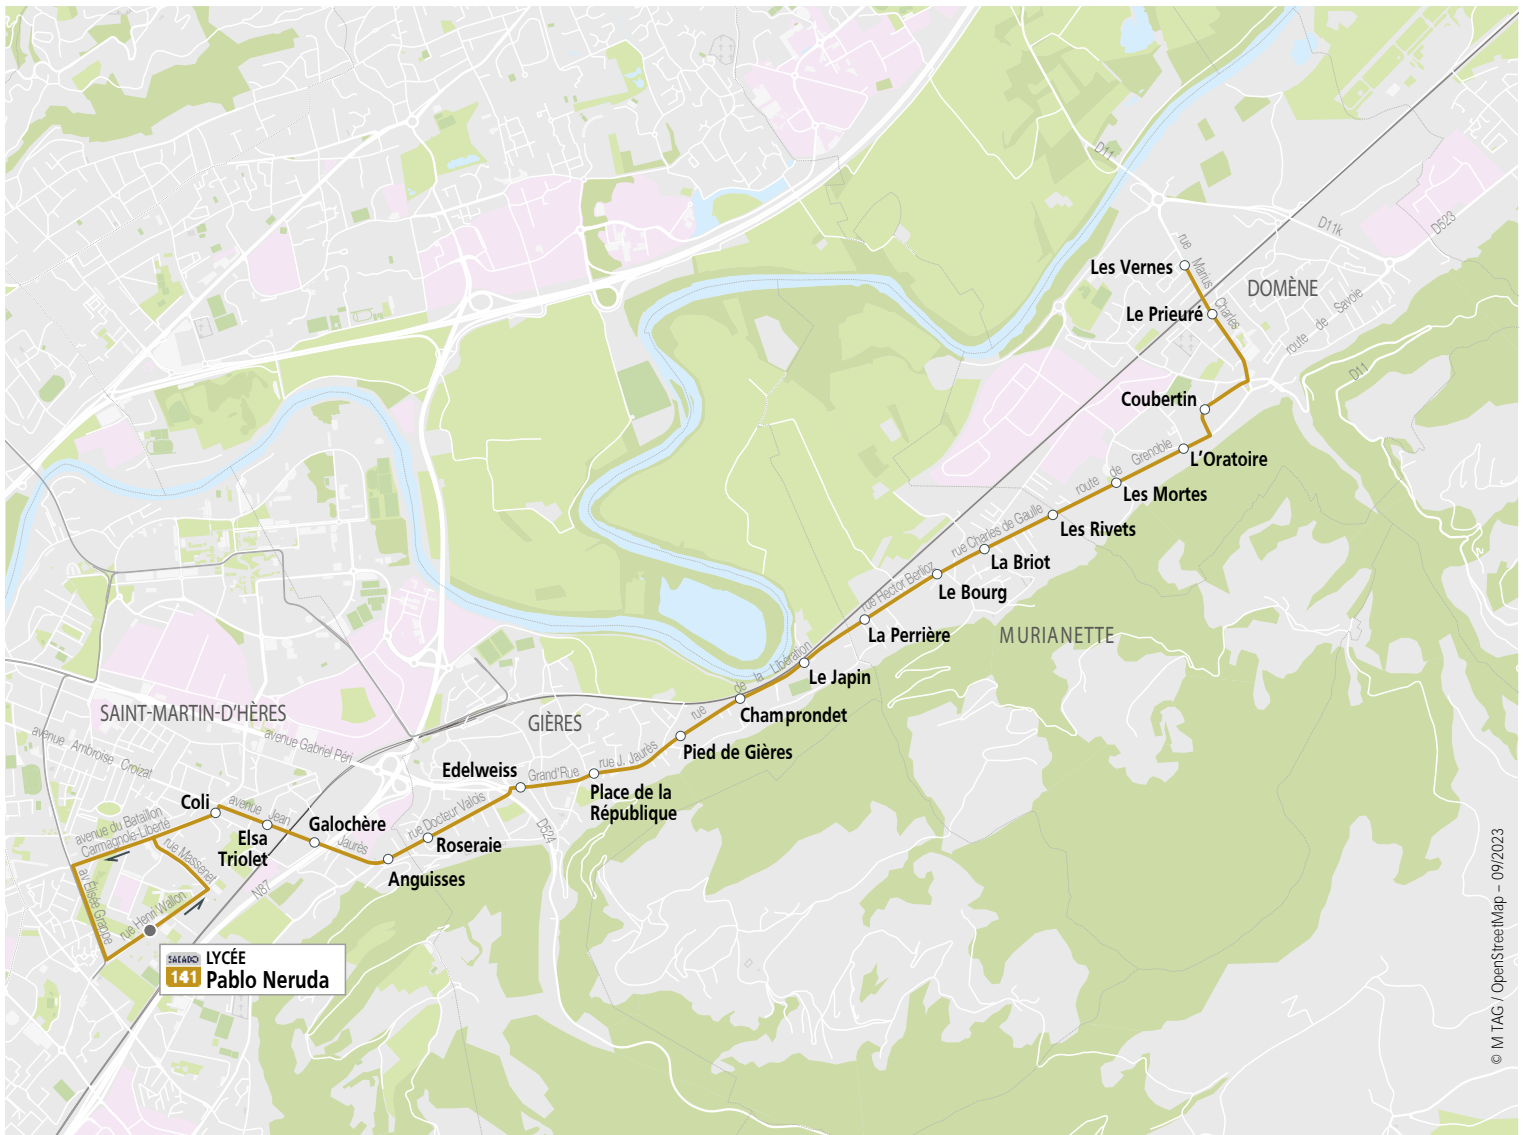 D11
D11k
D523
rue Marius Charles
Les Vernes
DOMÈNE
Le Prieuré
route de Savoie
D11
Coubertin
L'Oratoire
route de Grenoble
Les Mortes
rue Charles de Gaulle
Les Rivets
La Briot
rue Hector Berlioz
Le Bourg
La Perrière
MURIANETTE
rue de la Libération
Le Japin
Champrondet
SAINT-MARTIN-D'HÈRES
GIÈRES
avenue Gabriel Péri
avenue Ambroise Croizat
Pied de Gières
rue J. Jaurès
Edelweiss
Grand'Rue
Place de la
République
Coli
avenue Jean Jaurès
Galochère
rue Docteur Valois
D524
avenue du Bataillon
Carmagnole-Liberté
Elsa
Triolet
Roseraie
rue Massenet
Anguisses
N87
av Élisée Grappe
rue Henri Wallon
SACADO
LYCÉE
141
Pablo Neruda
© M TAG / OpenStreetMap – 09/2023